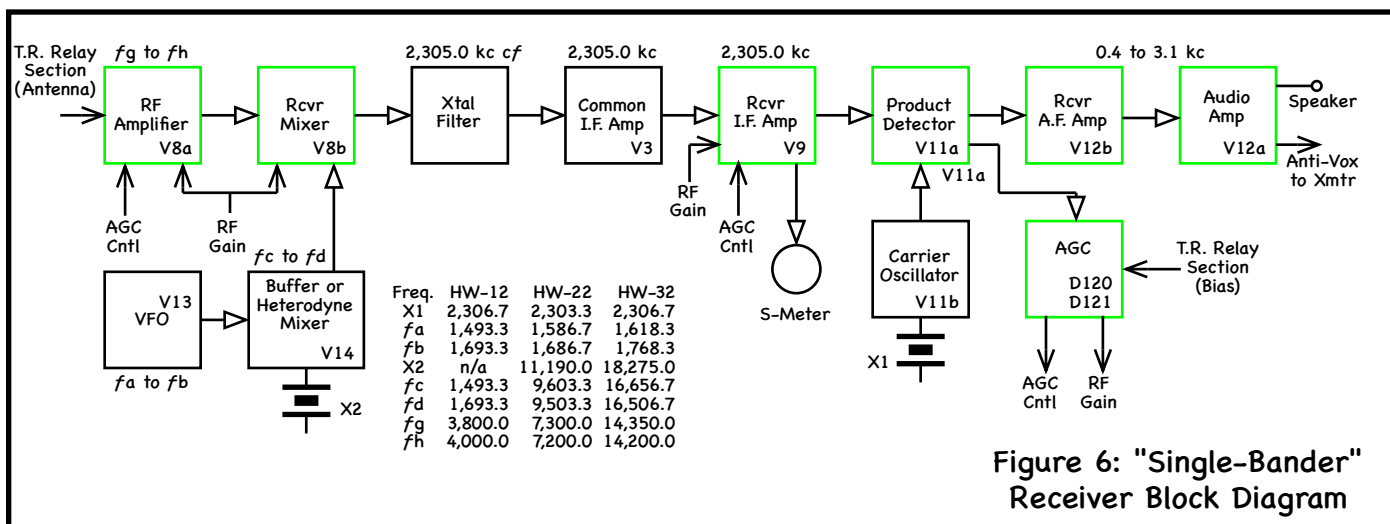 T.R. Relay
Section
(Antenna)
fg to fh
RF
Amplifier
V8a
AGC
Cntl
RF
Gain
Rcvr
Mixer
V8b
2,305.0 kc cf
Xtal
Filter
2,305.0 kc
Common
I.F. Amp
V3
2,305.0 kc
Rcvr
I.F. Amp
V9
RF
Gain
AGC
Cntl
S-Meter
Product
Detector
V11a
V11a
0.4 to 3.1 kc
Rcvr
A.F. Amp
V12b
Audio
Amp
V12a
Speaker
Anti-Vox
to Xmtr
Carrier
Oscillator
V11b
X1
AGC
D120
D121
T.R. Relay
Section
(Bias)
AGC
Cntl
RF
Gain
V13
VFO
fa to fb
fc to fd
Buffer or
Heterodyne
Mixer
V14
X2
Freq. HW-12 HW-22 HW-32
X1 2,306.7 2,303.3 2,306.7
fa 1,493.3 1,586.7 1,618.3
fb 1,693.3 1,686.7 1,768.3
X2 n/a 11,190.0 18,275.0
fc 1,493.3 9,603.3 16,656.7
fd 1,693.3 9,503.3 16,506.7
fg 3,800.0 7,300.0 14,350.0
fh 4,000.0 7,200.0 14,200.0
Figure 6: "Single-Bander"
Receiver Block Diagram